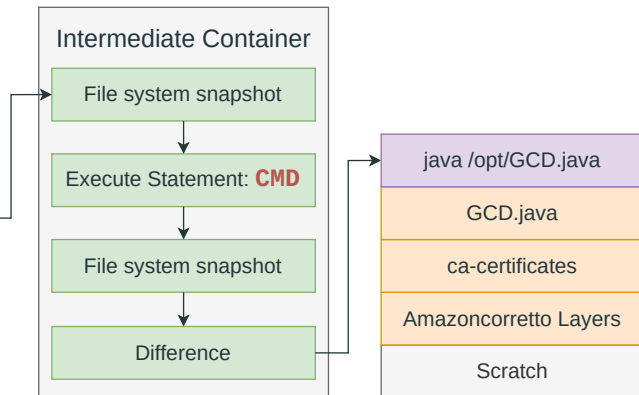 Intermediate Container
File system snapshot
Execute Statement: CMD
File system snapshot
Difference
java /opt/GCD.java
GCD.java
ca-certificates
Amazoncorretto Layers
Scratch